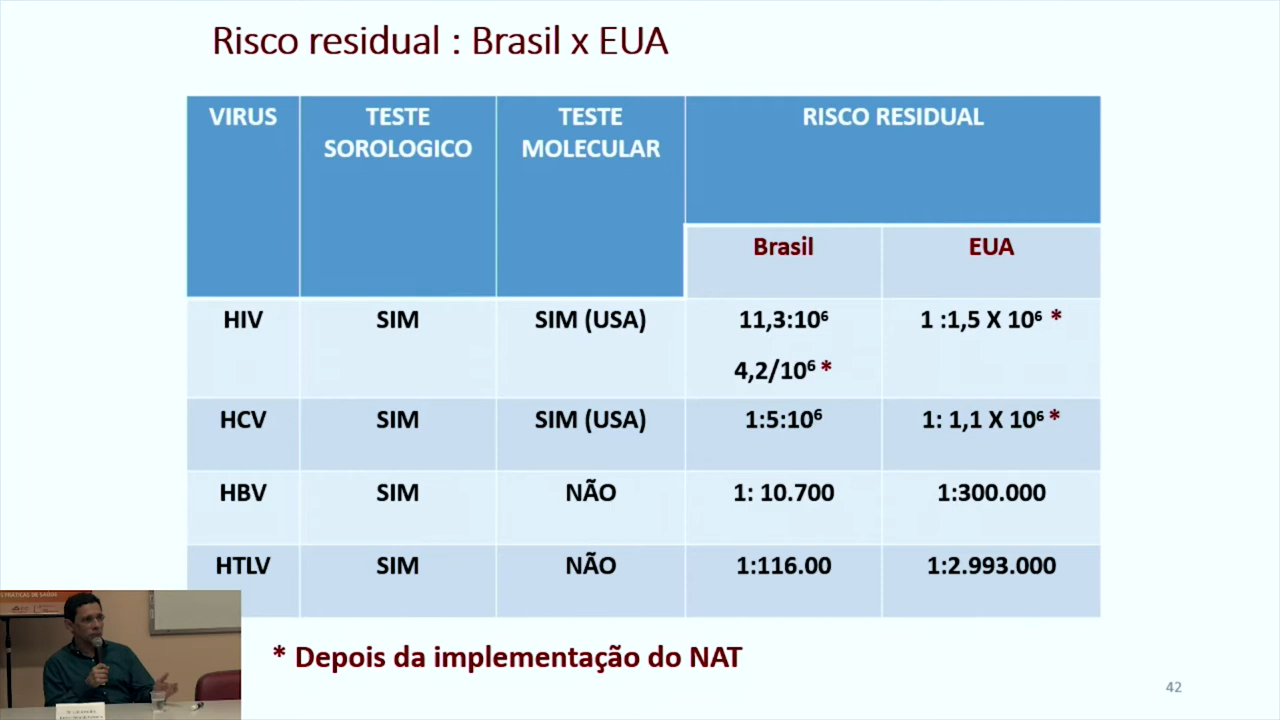 Risco residual : Brasil x EUA
VIRUS
TESTE
SOROLOGICO
TESTE
MOLECULAR
RISCO RESIDUAL
Brasil
EUA
HIV
SIM
SIM (USA)
11,3:10⁶
4,2/10⁶ *
1 :1,5 X 10⁶ *
HCV
SIM
SIM (USA)
1:5:10⁶
1: 1,1 X 10⁶ *
HBV
SIM
NÃO
1: 10.700
1:300.000
HTLV
SIM
NÃO
1:116.00
1:2.993.000
PRÁTICAS DE SAÚDE
* Depois da implementação do NAT
42